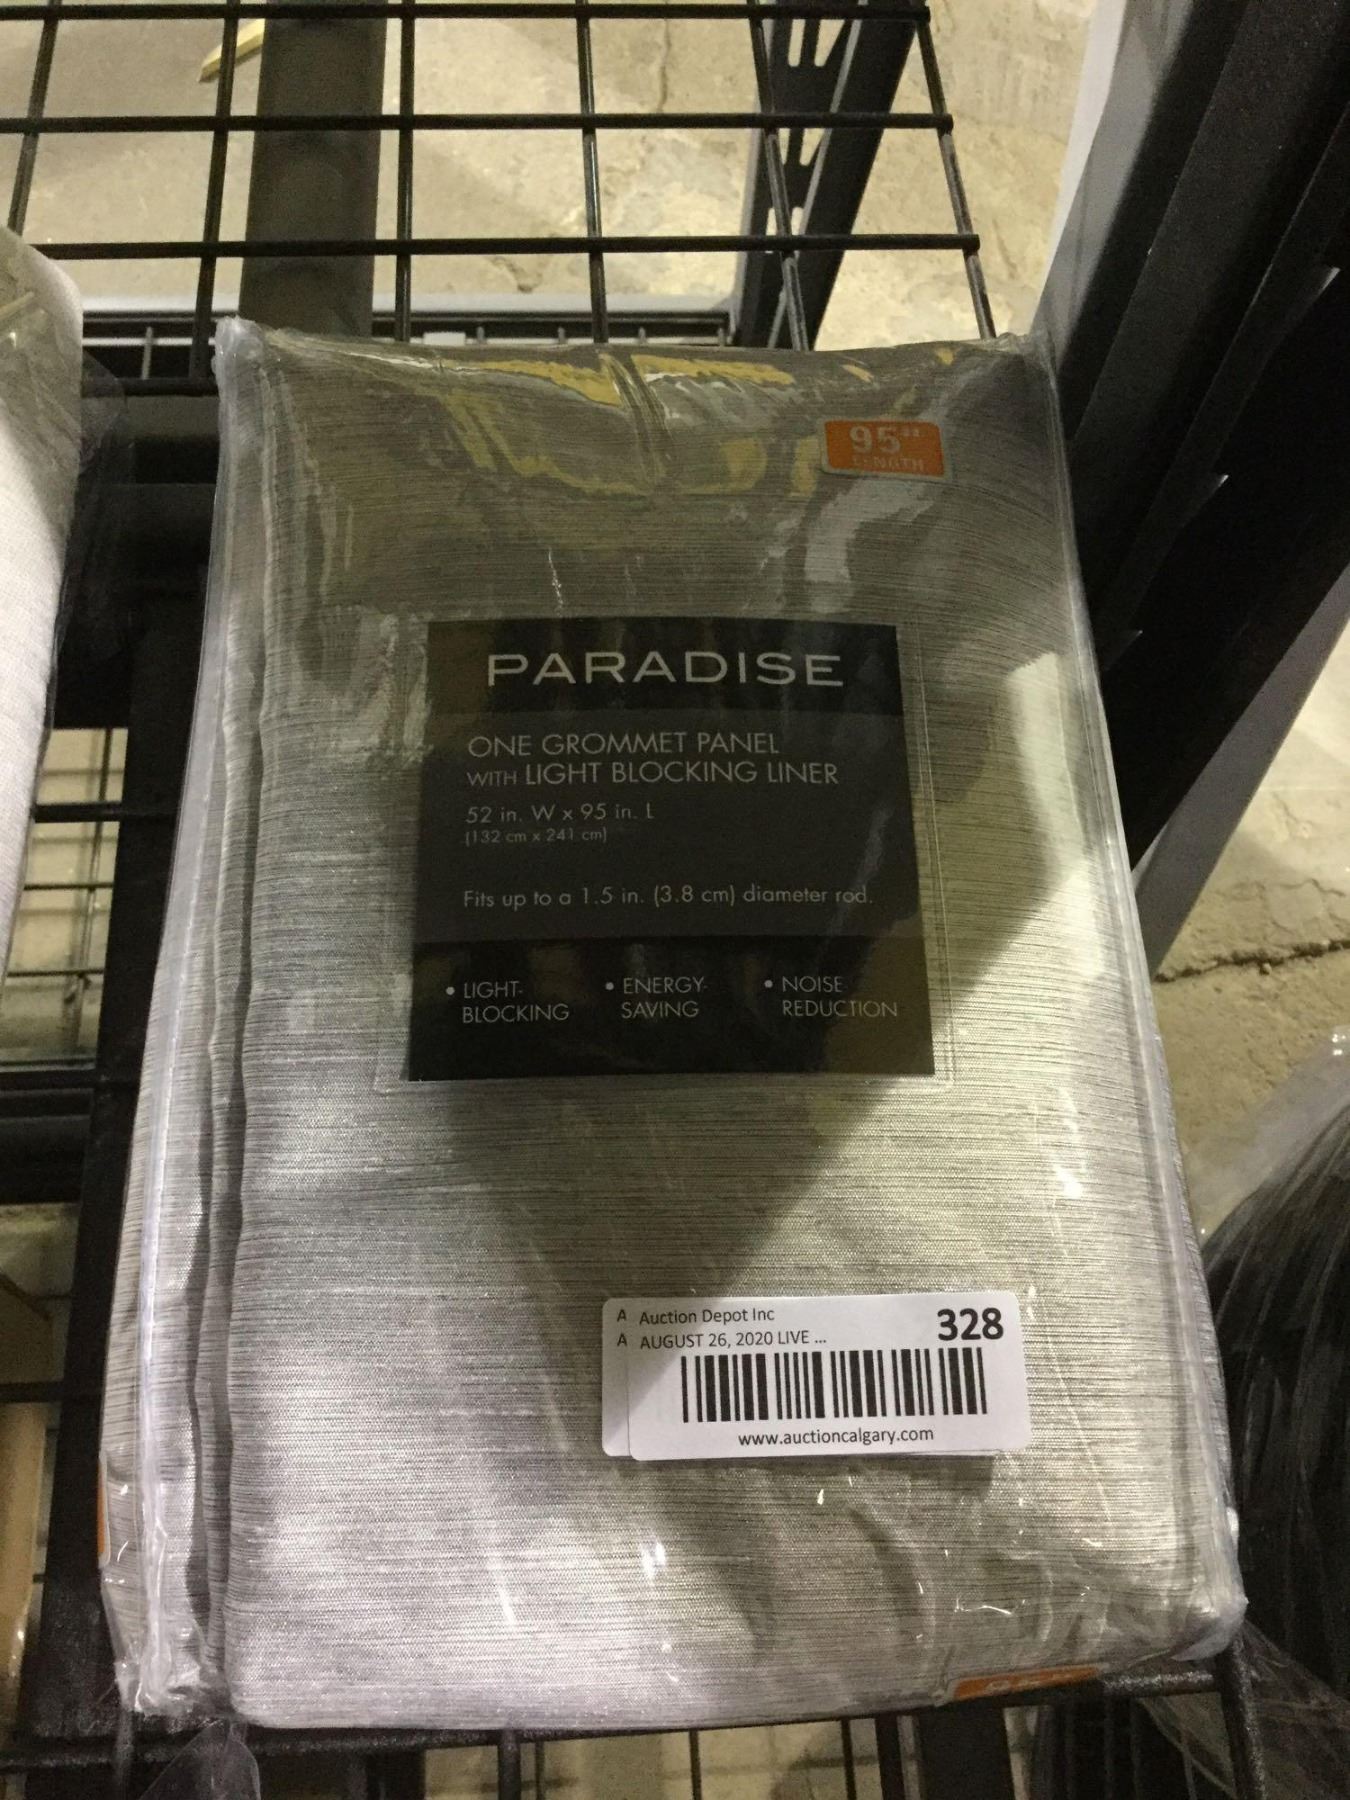 95"
LENGTH
PARADISE
ONE GROMMET PANEL
WITH LIGHT BLOCKING LINER
52 in. W x 95 in. L
(132 cm x 241 cm)
Fits up to a 1.5 in. (3.8 cm) diameter rod.
• LIGHT-
BLOCKING
• ENERGY-
SAVING
• NOISE
REDUCTION
A Auction Depot Inc
328
A AUGUST 26, 2020 LIVE ...
www.auctioncalgary.com